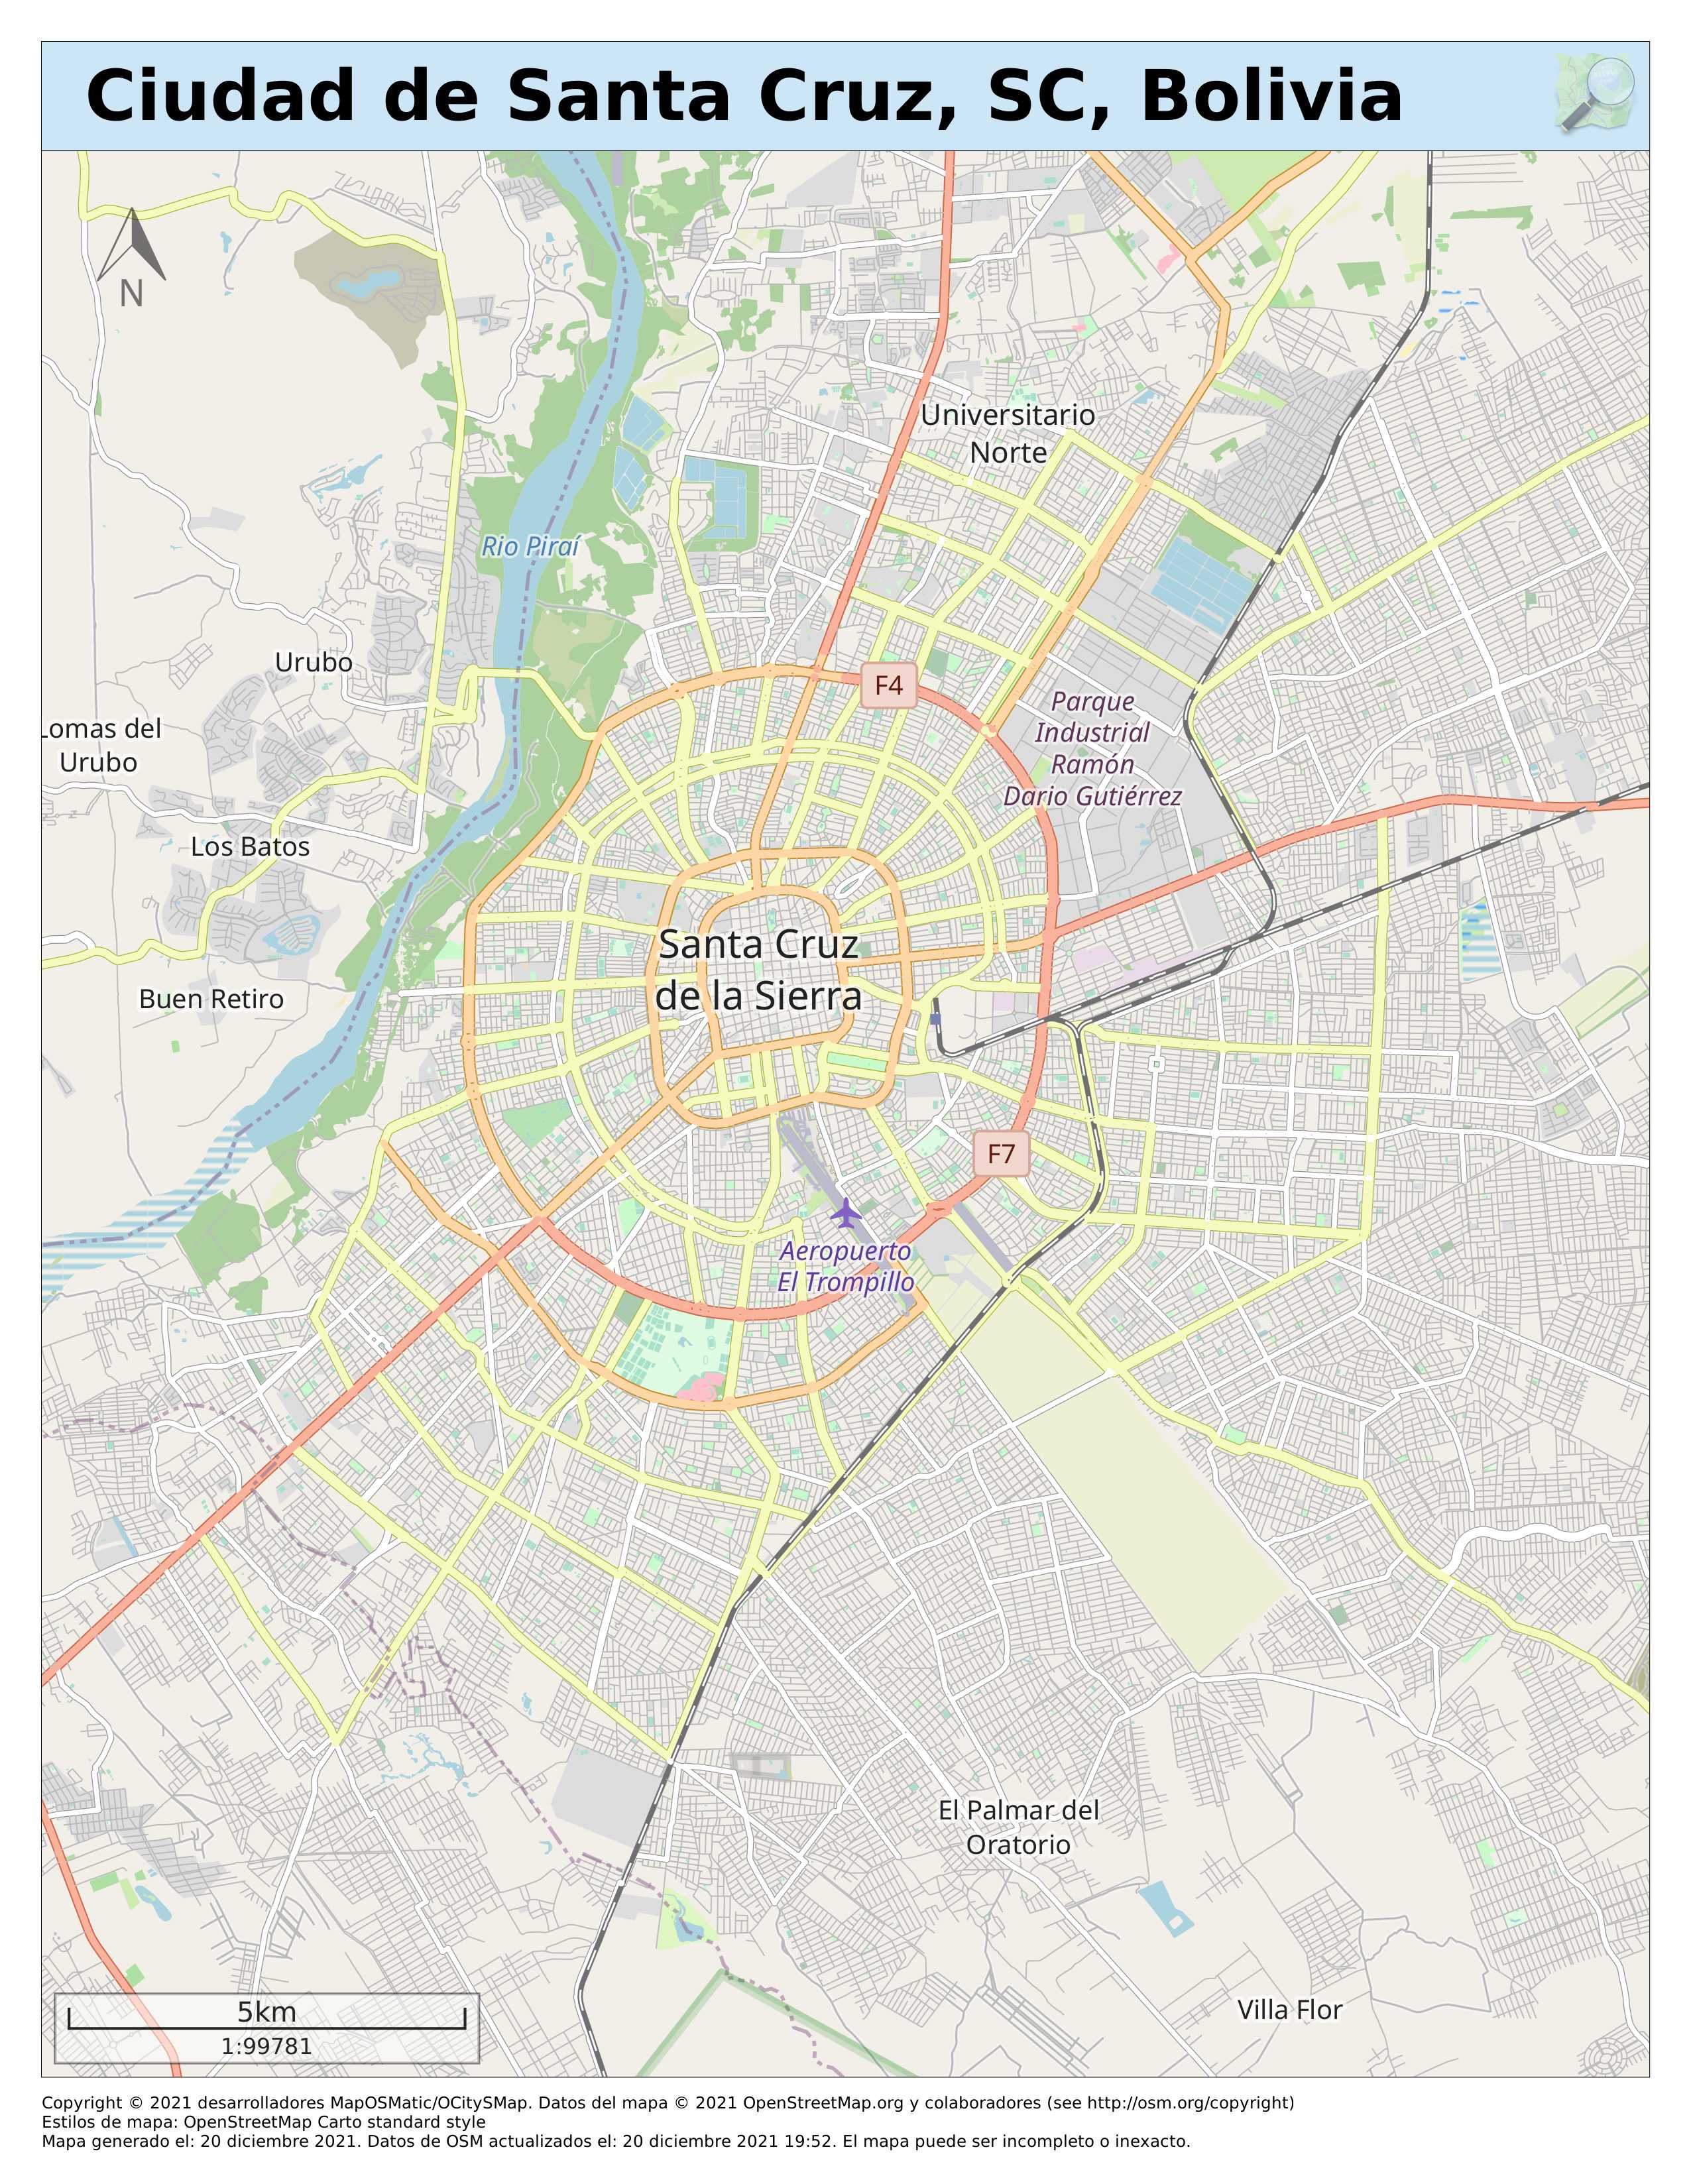 Ciudad de Santa Cruz, SC, Bolivia
N
Universitario
Norte
Rio Piraí
Urubo
F4
Parque
Industrial
Ramón
Dario Gutiérrez
Lomas del
Urubo
Los Batos
Santa Cruz
de la Sierra
Buen Retiro
F7
Aeropuerto
El Trompillo
El Palmar del
Oratorio
Villa Flor
5km
1:99781
Copyright © 2021 desarrolladores MapOSMatic/OCitySMap. Datos del mapa © 2021 OpenStreetMap.org y colaboradores (see http://osm.org/copyright)
Estilos de mapa: OpenStreetMap Carto standard style
Mapa generado el: 20 diciembre 2021. Datos de OSM actualizados el: 20 diciembre 2021 19:52. El mapa puede ser incompleto o inexacto.